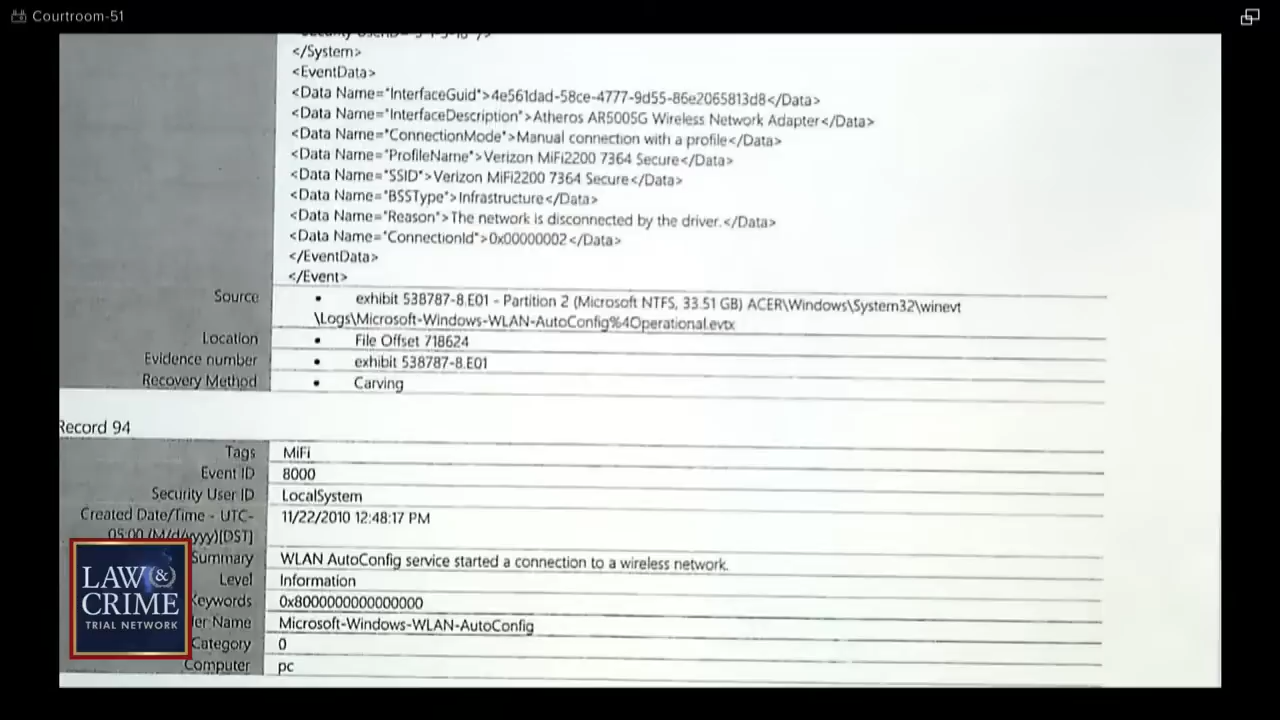 Courtroom-51
</System>
<EventData>
<Data Name="InterfaceGuid">4e561dad-58ce-4777-9d55-86e2065813d8</Data>
<Data Name="InterfaceDescription">Atheros AR5005G Wireless Network Adapter</Data>
<Data Name="ConnectionMode">Manual connection with a profile</Data>
<Data Name="ProfileName">Verizon MiFi2200 7364 Secure</Data>
<Data Name="SSID">Verizon MiFi2200 7364 Secure</Data>
<Data Name="BSSType">Infrastructure</Data>
<Data Name="Reason">The network is disconnected by the driver.</Data>
<Data Name="ConnectionId">0x00000002</Data>
</EventData>
</Event>
Source • exhibit 538787-8.E01 - Partition 2 (Microsoft NTFS, 33.51 GB) ACER\Windows\System32\winevt
\Logs\Microsoft-Windows-WLAN-AutoConfig%4Operational.evtx
Location • File Offset 718624
Evidence number • exhibit 538787-8.E01
Recovery Method • Carving
Record 94
Tags MiFi
Event ID 8000
Security User ID LocalSystem
Created Date/Time - UTC- 11/22/2010 12:48:17 PM
05:00 (M/d/yyyy)[DST]
Summary WLAN AutoConfig service started a connection to a wireless network.
Level Information
Keywords 0x8000000000000000
er Name Microsoft-Windows-WLAN-AutoConfig
Category 0
Computer pc
LAW &
CRIME
TRIAL NETWORK